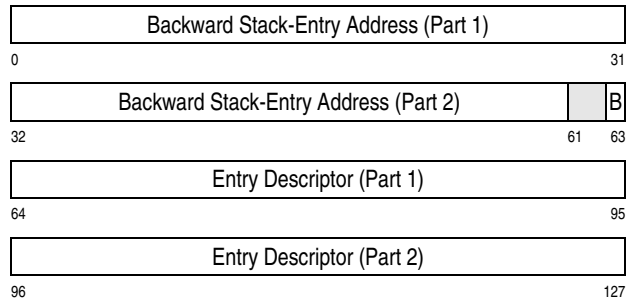 Backward Stack-Entry Address (Part 1)
0 31
Backward Stack-Entry Address (Part 2) B
32 61 63
Entry Descriptor (Part 1)
64 95
Entry Descriptor (Part 2)
96 127